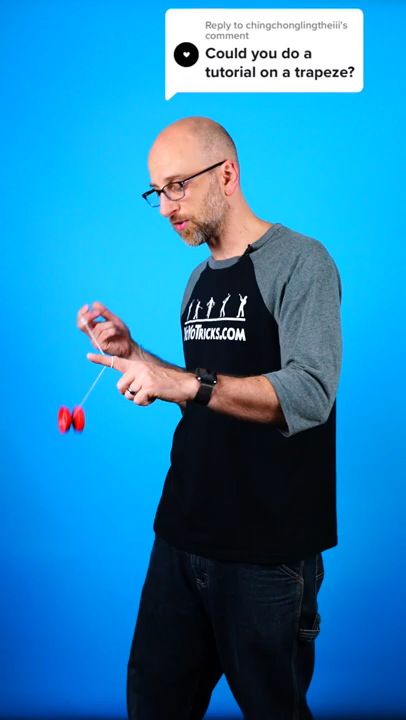 Reply to chingchonglingtheiii's
comment
Could you do a
tutorial on a trapeze?
YOYOTRICKS.COM